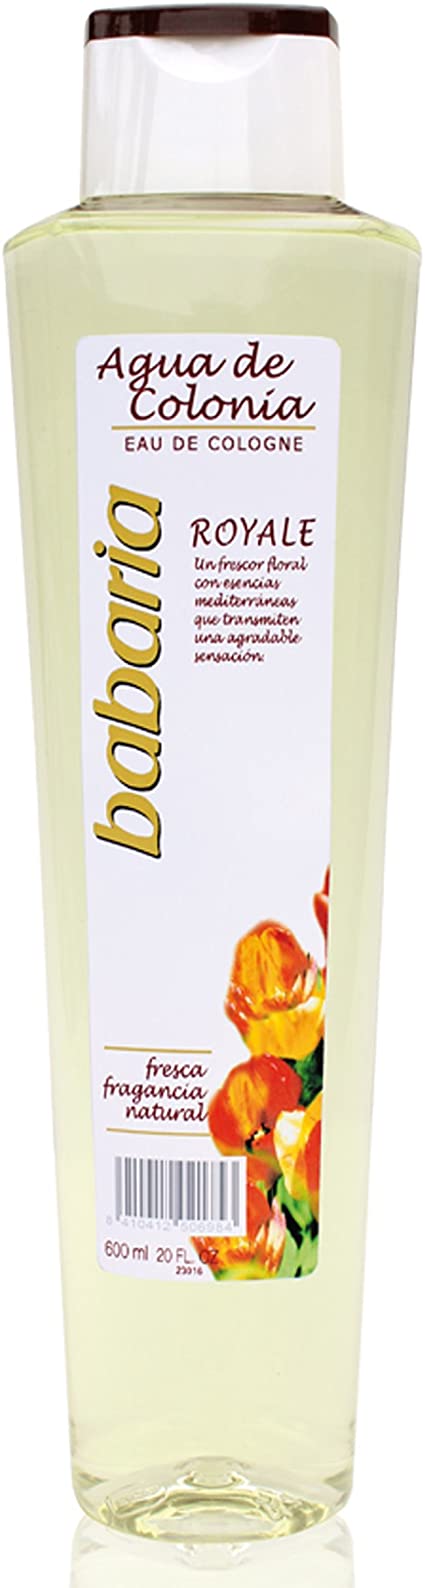 Agua de
Colonia
EAU DE COLOGNE
babaria
ROYALE
Un frescor floral
con esencias
mediterráneas
que transmiten
una agradable
sensación.
fresca
fragancia
natural
8 410412 506984
600 ml 20 FL. OZ
23016